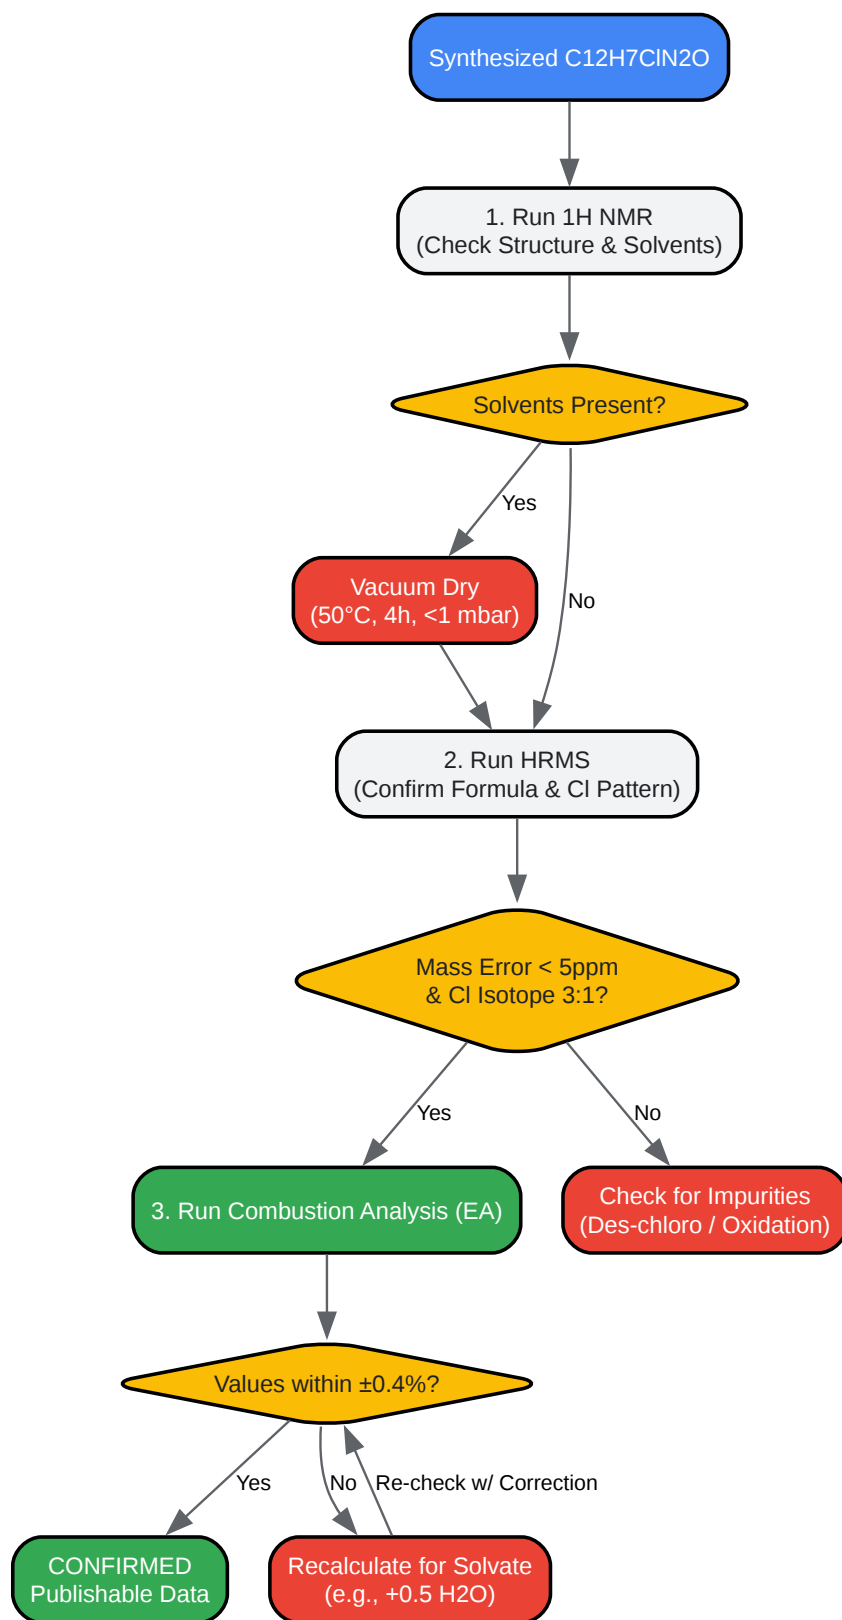 Synthesized C12H7ClN2O
1. Run 1H NMR
(Check Structure & Solvents)
Solvents Present?
Yes
No
Vacuum Dry
(50°C, 4h, <1 mbar)
2. Run HRMS
(Confirm Formula & Cl Pattern)
Mass Error < 5ppm
& Cl Isotope 3:1?
Yes
No
3. Run Combustion Analysis (EA)
Check for Impurities
(Des-chloro / Oxidation)
Values within ±0.4%?
Yes
No
Re-check w/ Correction
CONFIRMED
Publishable Data
Recalculate for Solvate
(e.g., +0.5 H2O)